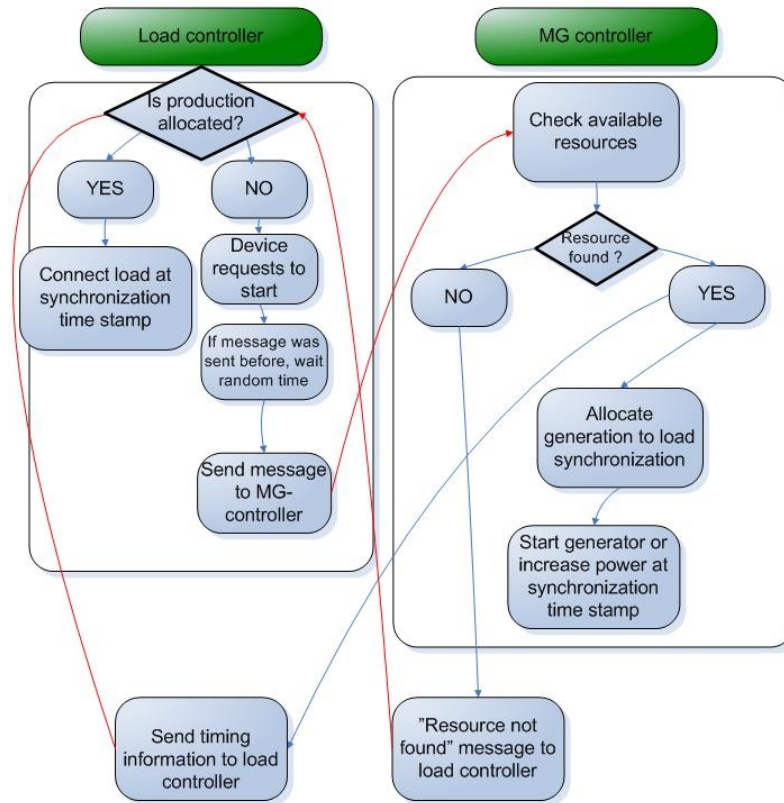 Load controller
MG controller
Is production
allocated?
YES
NO
Connect load at
synchronization
time stamp
Device
requests to
start
If message was
sent before, wait
random time
Send message
to MG-
controller
Check available
resources
Resource
found ?
NO
YES
Allocate
generation to load
synchronization
Start generator or
increase power at
synchronization
time stamp
Send timing
information to load
controller
”Resource not
found” message to
load controller